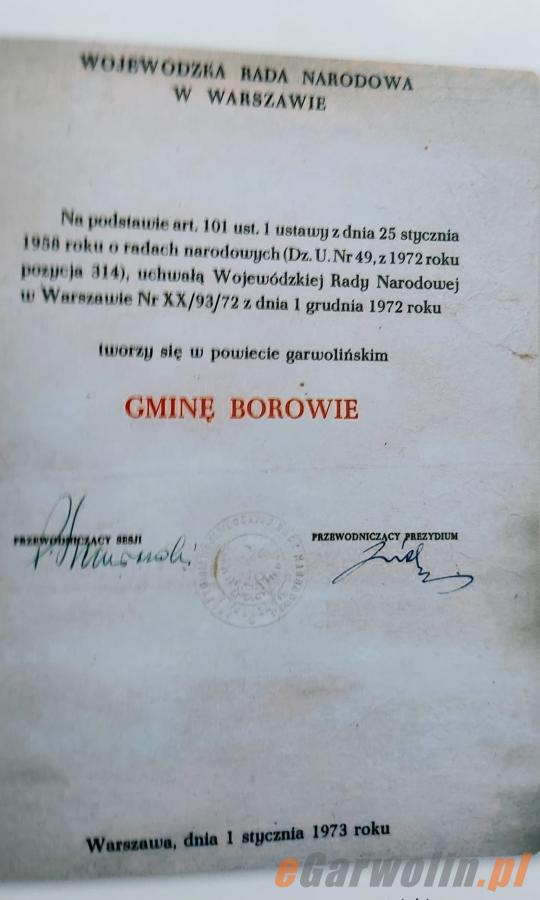 WOJEWÓDZKA RADA NARODOWA
W WARSZAWIE
Na podstawie art. 101 ust. 1 ustawy z dnia 25 stycznia
1958 roku o radach narodowych (Dz. U. Nr 49, z 1972 roku
pozycja 314), uchwałą Wojewódzkiej Rady Narodowej
w Warszawie Nr XX/93/72 z dnia 1 grudnia 1972 roku
tworzy się w powiecie garwolińskim
GMINĘ BOROWIE
PRZEWODNICZĄCY SESJI
PRZEWODNICZĄCY PREZYDIUM
Warszawa, dnia 1 stycznia 1973 roku
eGarwolin.pl